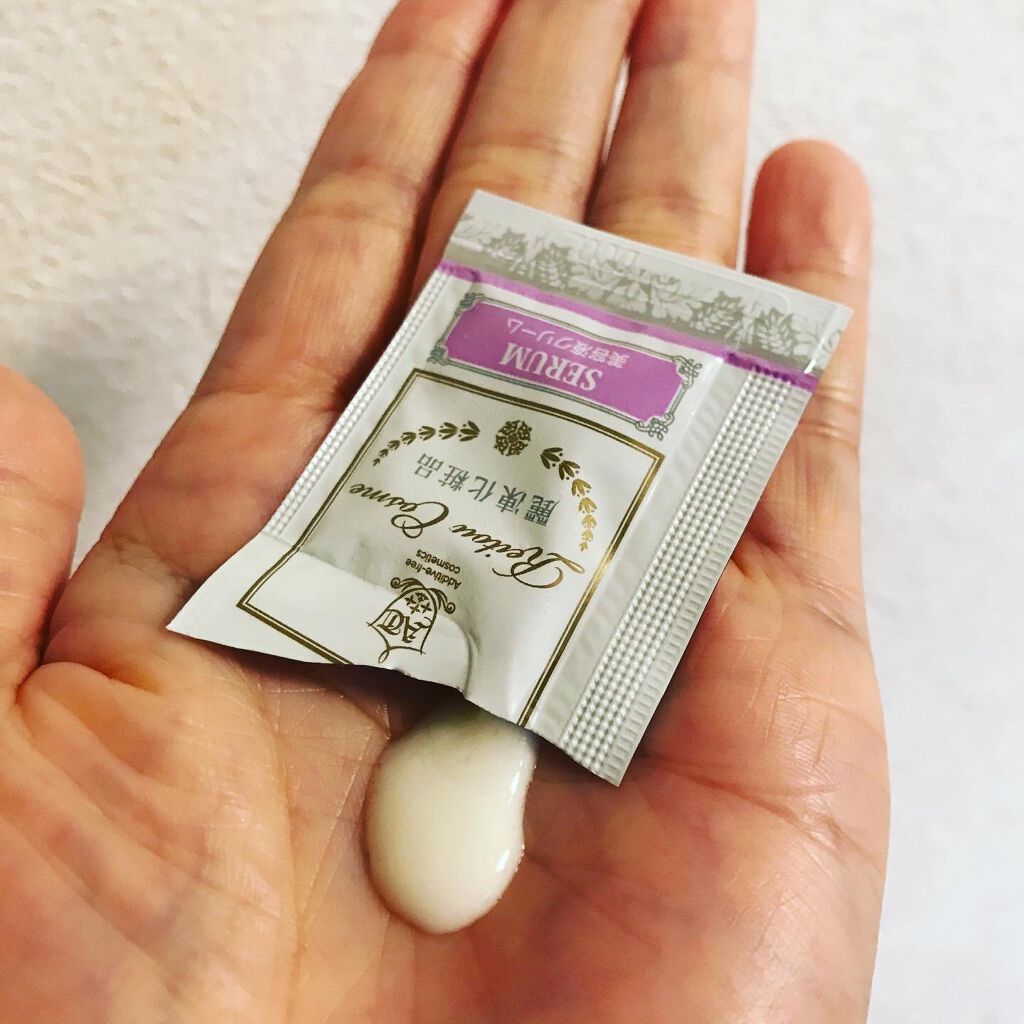 Additive-free
cosmetics
Reitou Cosme
麗凍化粧品
SERUM
美容液クリーム